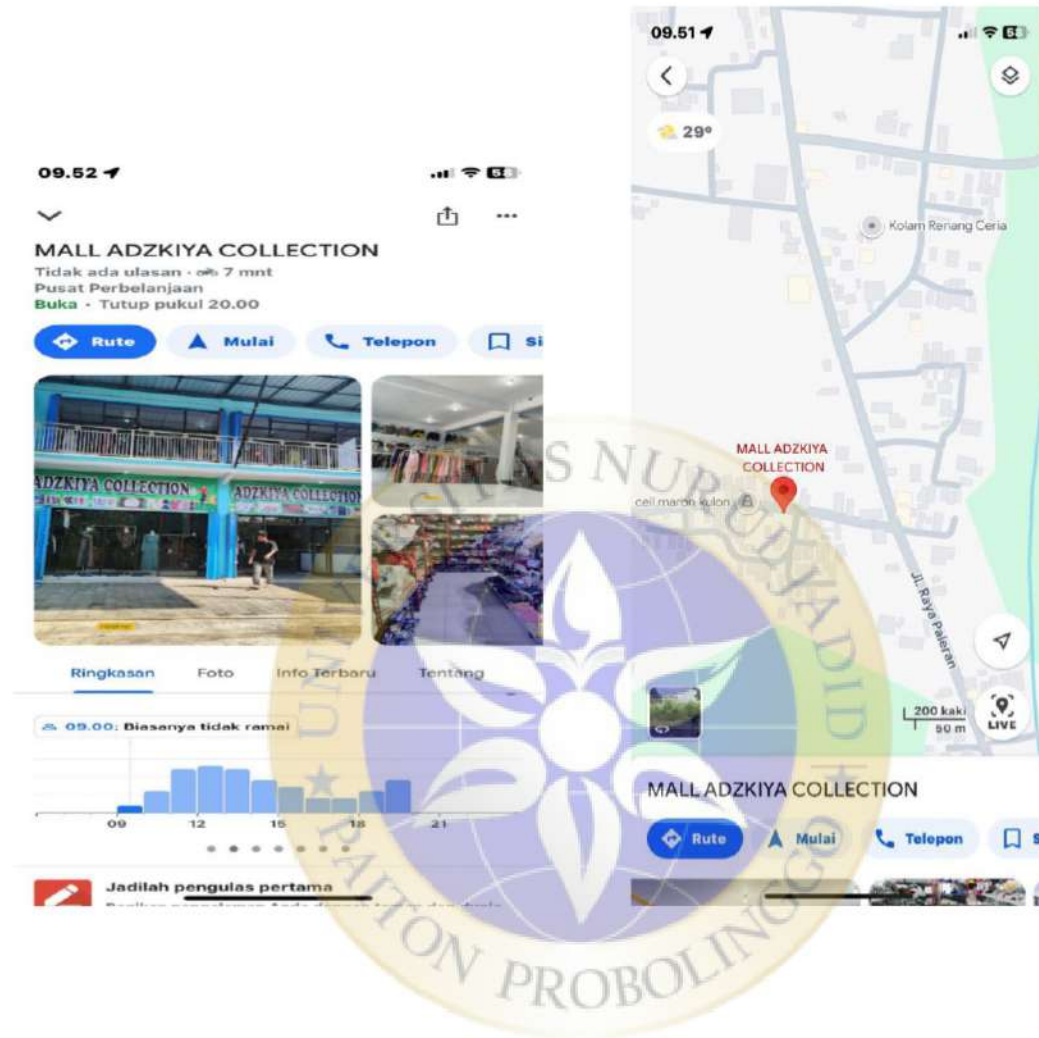 09.52
MALL ADZKIYA COLLECTION
Tidak ada ulasan · 7 mnt
Pusat Perbelanjaan
Buka · Tutup pukul 20.00
Rute
Mulai
Telepon
Si
ADZKIYA COLLECTION
ADZKIYA COLLECTION
Ringkasan
Foto
Info Terbaru
Tentang
09.00: Biasanya tidak ramai
09 12 15 18 21
Jadilah pengulas pertama
09.51
29°
Kolam Renang Ceria
MALL ADZKIYA
COLLECTION
cell.maron kulon
Jl. Raya Paleran
200 kaki
50 m
LIVE
MALL ADZKIYA COLLECTION
Rute
Mulai
Telepon
S
NURUDJADID
PAITON PROBOLINGGO